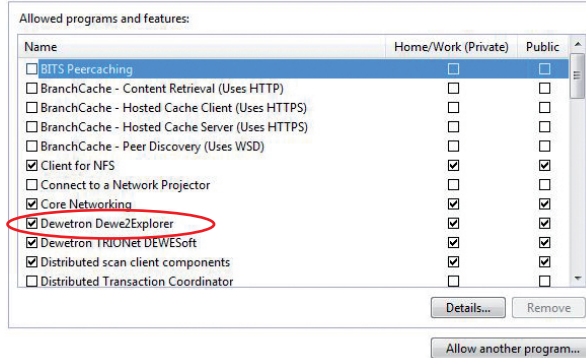 Allowed programs and features:
Name Home/Work (Private) Public
BITS Peercaching
BranchCache - Content Retrieval (Uses HTTP)
BranchCache - Hosted Cache Client (Uses HTTPS)
BranchCache - Hosted Cache Server (Uses HTTPS)
BranchCache - Peer Discovery (Uses WSD)
Client for NFS
Connect to a Network Projector
Core Networking
Dewetron Dewe2Explorer
Dewetron TRIONet DEWESoft
Distributed scan client components
Distributed Transaction Coordinator
Details... Remove
Allow another program...